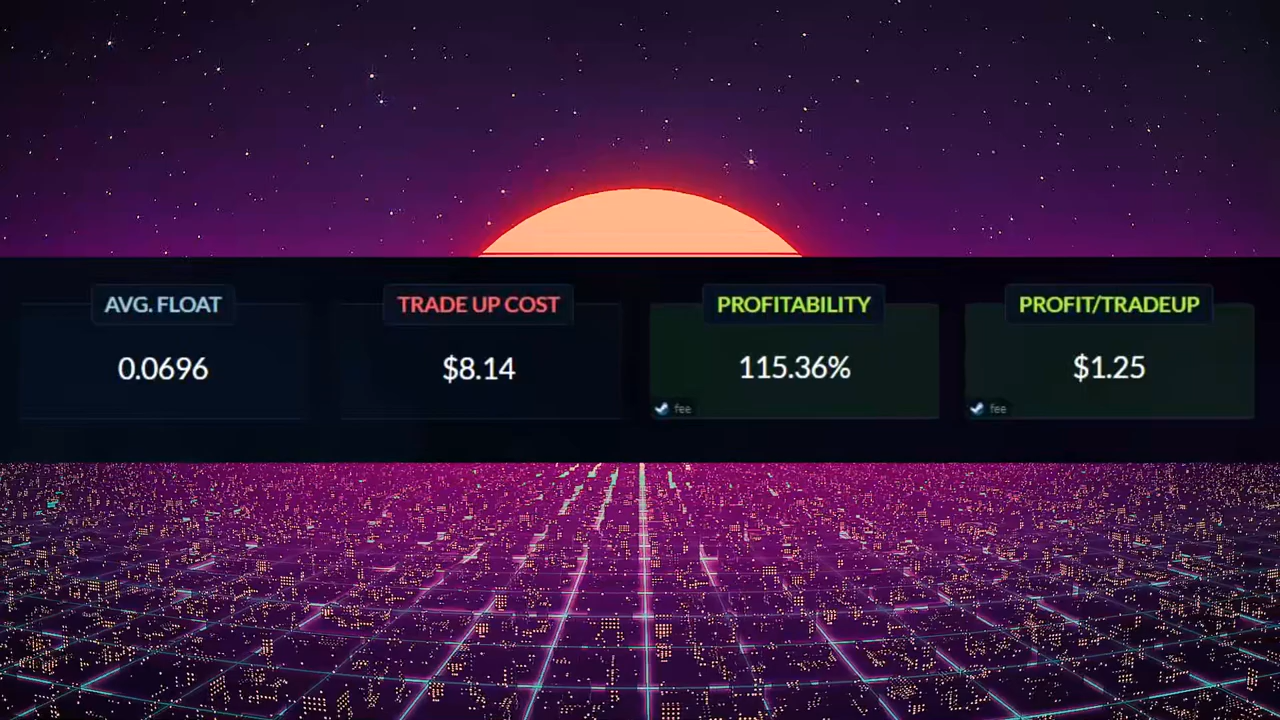 AVG. FLOAT
0.0696
TRADE UP COST
$8.14
PROFITABILITY
115.36%
fee
PROFIT/TRADEUP
$1.25
fee